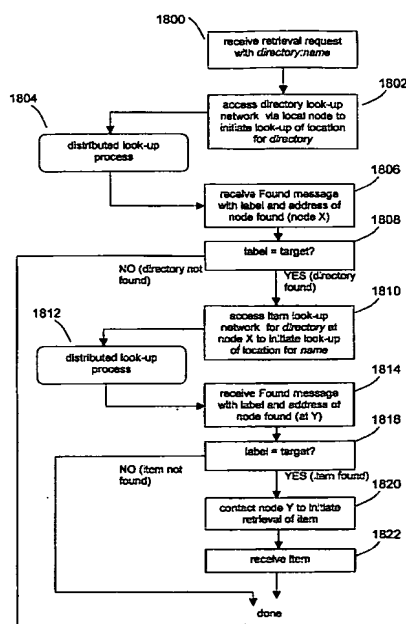 1800
receive retrieval request
with directory:name
1802
access directory look-up
network via local node to
initiate look-up of location
for directory
1804
distributed look-up
process
1806
receive Found message
with label and address of
node found (node X)
1808
label = target?
NO (directory not
found)
YES (directory
found)
1810
access Item look-up
network for directory at
node X to initiate look-up
of location for name
1812
distributed look-up
process
1814
receive Found message
with label and address of
node found (at Y)
1818
label = target?
NO (item not
found)
YES (item found)
1820
contact node Y to initiate
retrieval of item
1822
receive item
done